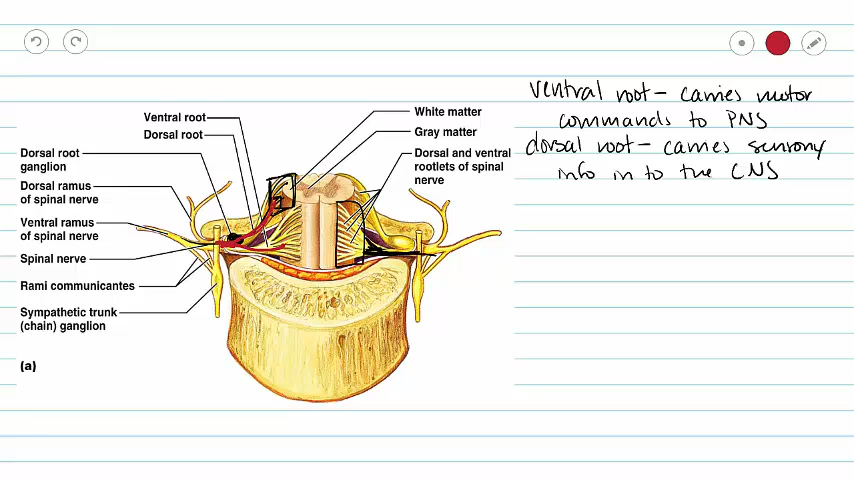 ventral root - carries motor
commands to PNS
dorsal root - carries sensory
info in to the CNS
Ventral root
Dorsal root
Dorsal root
ganglion
Dorsal ramus
of spinal nerve
Ventral ramus
of spinal nerve
Spinal nerve
Rami communicantes
Sympathetic trunk
(chain) ganglion
(a)
White matter
Gray matter
Dorsal and ventral
rootlets of spinal
nerve